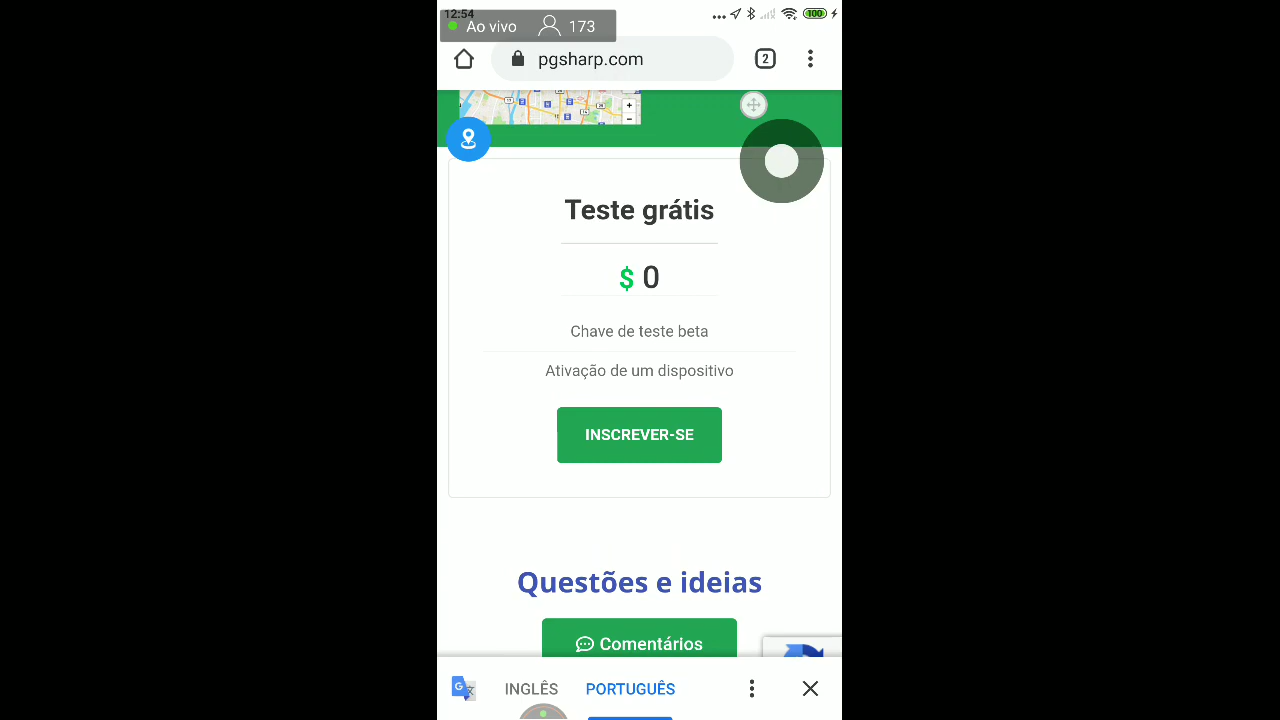 12:54
100
Ao vivo 173
pgsharp.com
2
Teste grátis
$ 0
Chave de teste beta
Ativação de um dispositivo
INSCREVER-SE
Questões e ideias
Comentários
INGLÊS PORTUGUÊS